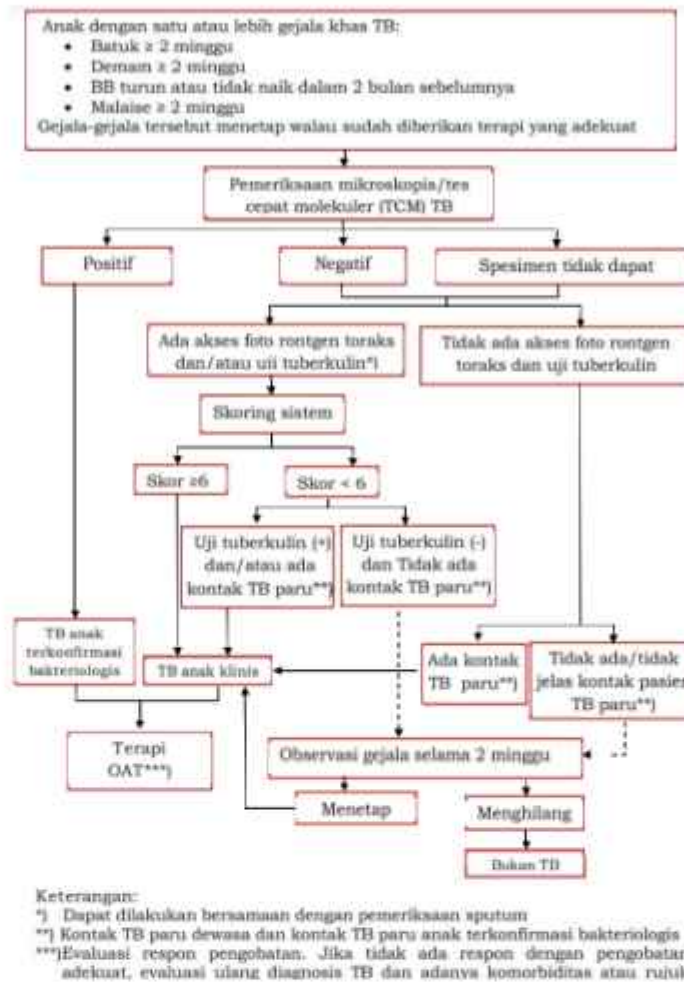 Anak dengan satu atau lebih gejala khas TB:
• Batuk ≥ 2 minggu
• Demam ≥ 2 minggu
• BB turun atau tidak naik dalam 2 bulan sebelumnya
• Malaise ≥ 2 minggu
Gejala-gejala tersebut menetap walau sudah diberikan terapi yang adekuat
Pemeriksaan mikroskopis/tes
cepat molekuler (TCM) TB
Positif
Negatif
Spesimen tidak dapat
Ada akses foto rontgen toraks
dan/atau uji tuberkulin*)
Tidak ada akses foto rontgen
toraks dan uji tuberkulin
Skoring sistem
Skor ≥6
Skor < 6
Uji tuberkulin (+)
dan/atau ada
kontak TB paru**)
Uji tuberkulin (-)
dan Tidak ada
kontak TB paru**)
TB anak
terkonfirmasi
bakteriologis
TB anak klinis
Ada kontak
TB paru**)
Tidak ada/tidak
jelas kontak pasien
TB paru**)
Terapi
OAT***)
Observasi gejala selama 2 minggu
Menetap
Menghilang
Bukan TB
Keterangan:
*) Dapat dilakukan bersamaan dengan pemeriksaan sputum
**) Kontak TB paru dewasa dan kontak TB paru anak terkonfirmasi bakteriologis
***)Evaluasi respon pengobatan. Jika tidak ada respon dengan pengobatan
adekuat, evaluasi ulang diagnosis TB dan adanya komorbiditas atau rujuk